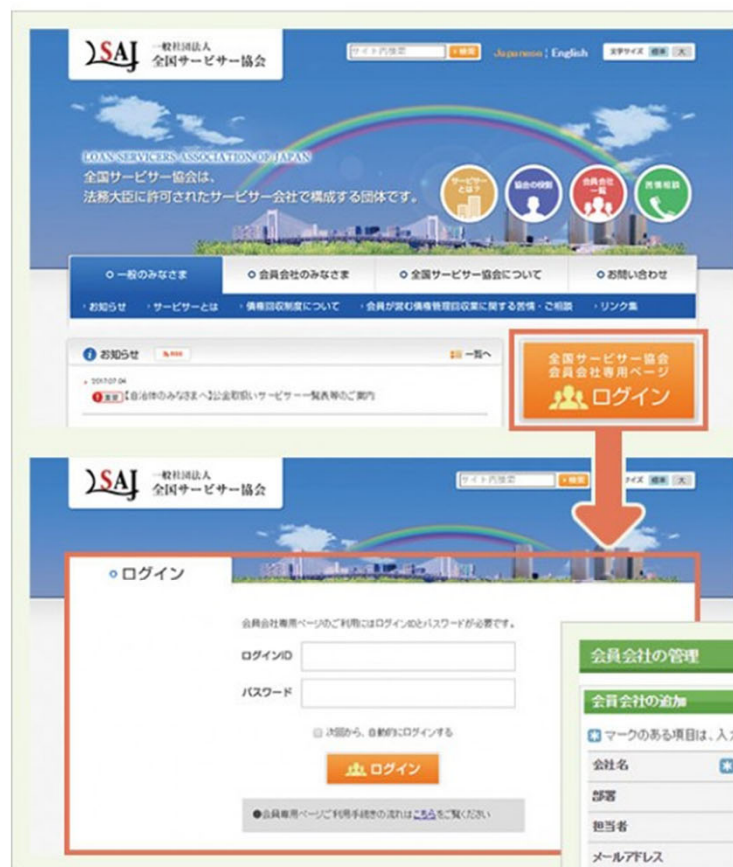 SAJ 一般社団法人
全国サービサー協会
サイト内検索 検索 Japanese | English 文字サイズ 標準 大
LOAN SERVICERS ASSOCIATION OF JAPAN
全国サービサー協会は、
法務大臣に許可されたサービサー会社で構成する団体です。
サービサーとは? 協会の役割 会員会社一覧 苦情相談
一般のみなさま 会員会社のみなさま 全国サービサー協会について お問い合わせ
お知らせ サービサーとは 債権回収制度について 会員が営む債権管理回収業に関する苦情・ご相談 リンク集
お知らせ RSS 一覧へ
2017.07.04
重要 【自治体のみなさまへ】公金取扱いサービサー一覧表等のご案内
全国サービサー協会
会員会社専用ページ
ログイン
SAJ 一般社団法人
全国サービサー協会
サイト内検索 検索 サイズ 標準 大
ログイン
会員会社専用ページのご利用にはログインIDとパスワードが必要です。
ログインID
パスワード
次回から、自動的にログインする
ログイン
●会員専用ページご利用手続きの流れはこちらをご覧ください
会員会社の管理
会員会社の追加
* マークのある項目は、入力
会社名 *
部署
担当者
メールアドレス